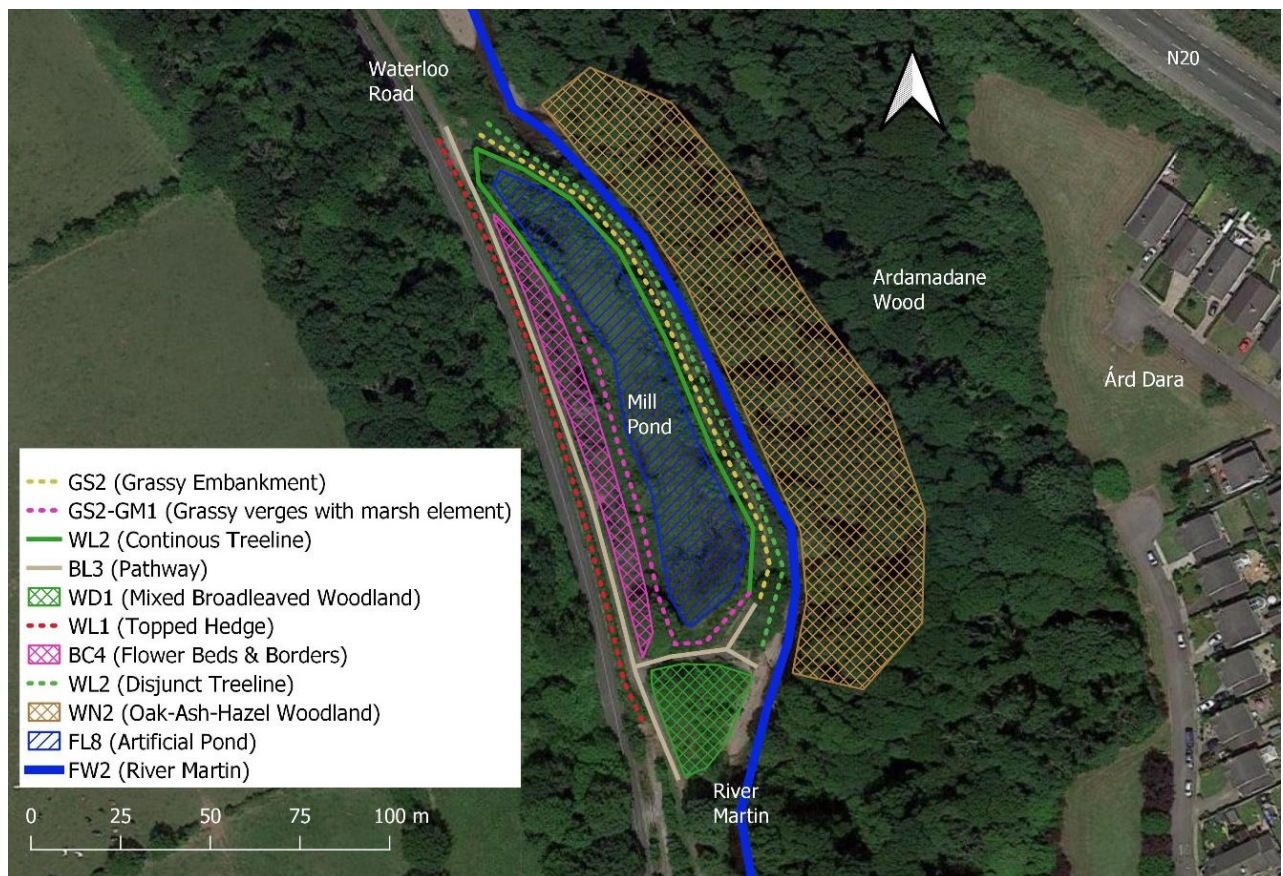 N20
Waterloo
Road
Ardamadane
Wood
Mill
Pond
Árd Dara
River
Martin
GS2 (Grassy Embankment)
GS2-GM1 (Grassy verges with marsh element)
WL2 (Continous Treeline)
BL3 (Pathway)
WD1 (Mixed Broadleaved Woodland)
WL1 (Topped Hedge)
BC4 (Flower Beds & Borders)
WL2 (Disjunct Treeline)
WN2 (Oak-Ash-Hazel Woodland)
FL8 (Artificial Pond)
FW2 (River Martin)
0 25 50 75 100 m